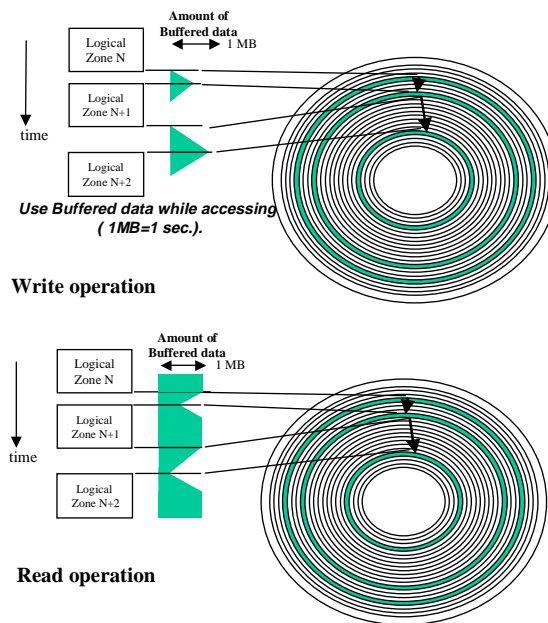 Amount of
Buffered data
1 MB
Logical
Zone N
Logical
Zone N+1
time
Logical
Zone N+2
Use Buffered data while accessing
( 1MB=1 sec.).
Write operation
Amount of
Buffered data
1 MB
Logical
Zone N
Logical
Zone N+1
time
Logical
Zone N+2
Read operation